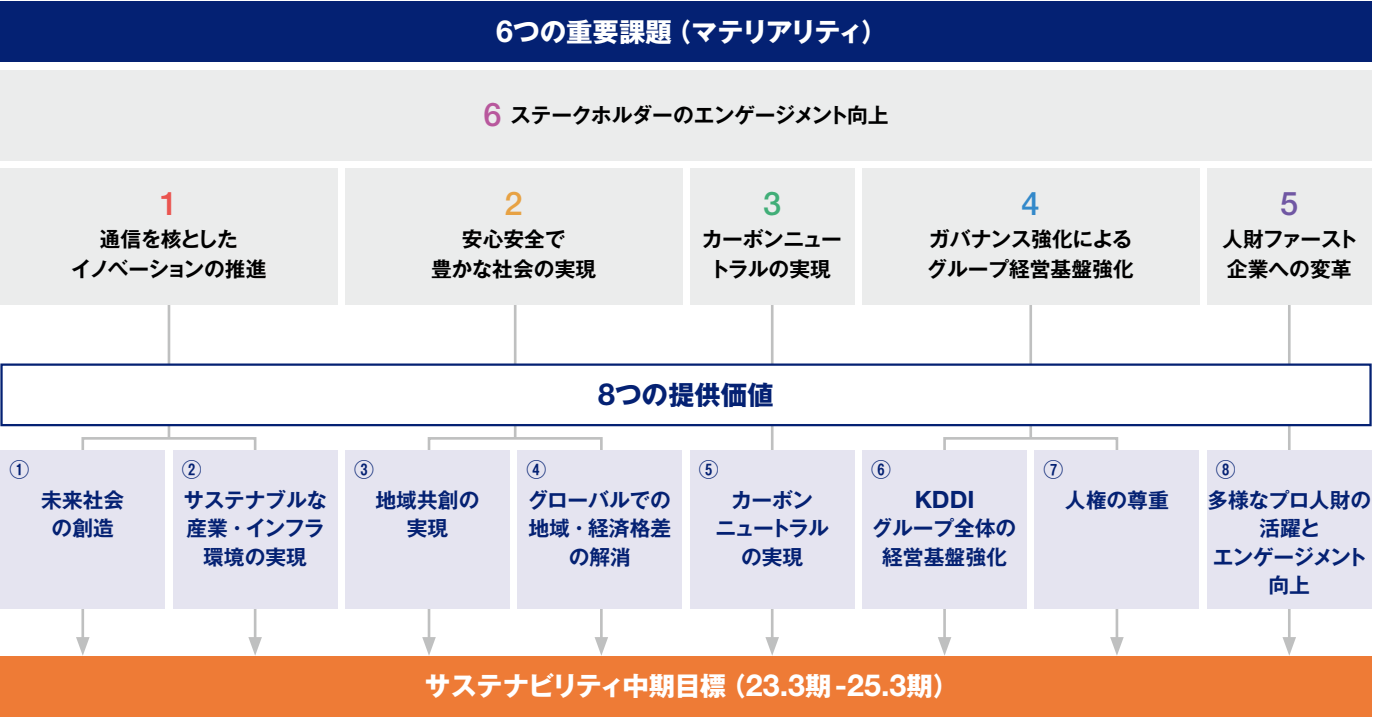 6つの重要課題（マテリアリティ）
6 ステークホルダーのエンゲージメント向上
1
通信を核とした
イノベーションの推進
2
安心安全で
豊かな社会の実現
3
カーボンニュー
トラルの実現
4
ガバナンス強化による
グループ経営基盤強化
5
人財ファースト
企業への変革
8つの提供価値
①
未来社会
の創造
②
サステナブルな
産業・インフラ
環境の実現
③
地域共創の
実現
④
グローバルでの
地域・経済格差
の解消
⑤
カーボン
ニュートラル
の実現
⑥
KDDI
グループ全体の
経営基盤強化
⑦
人権の尊重
⑧
多様なプロ人財の
活躍と
エンゲージメント
向上
サステナビリティ中期目標（23.3期-25.3期）